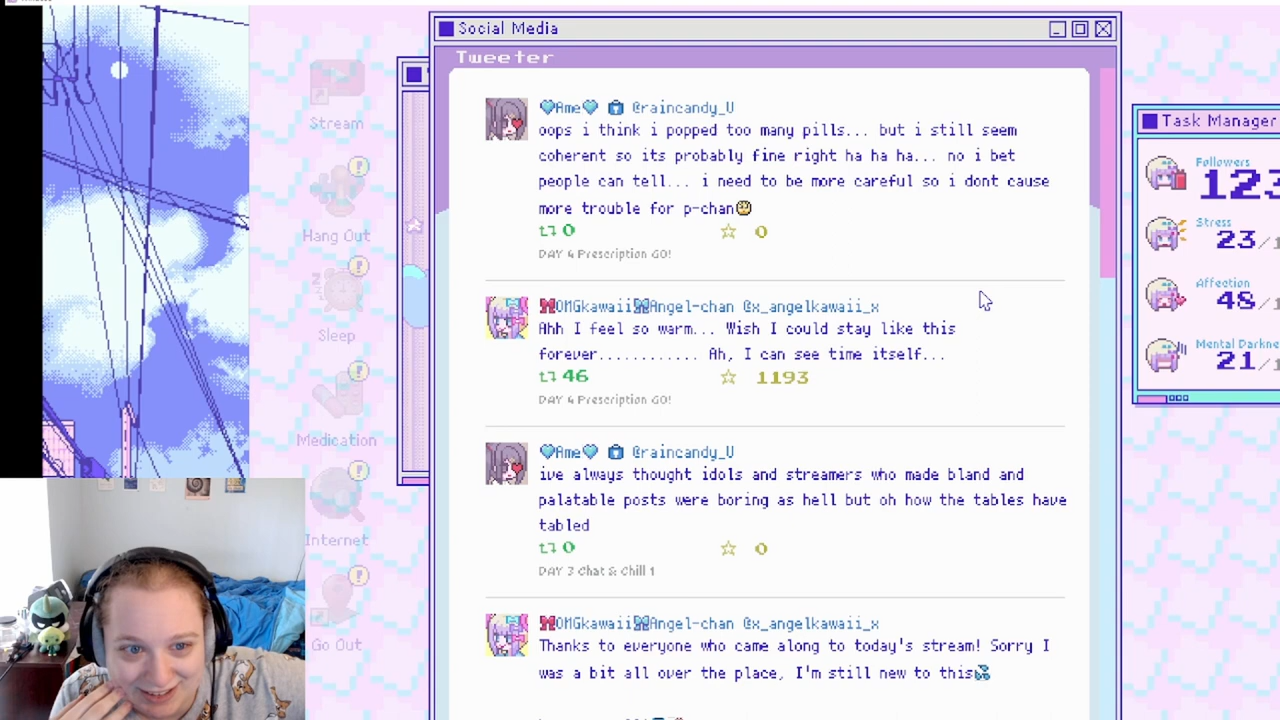 Social Media
Tweeter
Ame @raincandy_U
oops i think i popped too many pills... but i still seem
coherent so its probably fine right ha ha ha... no i bet
people can tell... i need to be more careful so i dont cause
more trouble for p-chan
0 0
DAY 4 Prescription GO!
OMGkawaiiAngel-chan @x_angelkawaii_x
Ahh I feel so warm... Wish I could stay like this
forever............ Ah, I can see time itself...
46 1193
DAY 4 Prescription GO!
Ame @raincandy_U
ive always thought idols and streamers who made bland and
palatable posts were boring as hell but oh how the tables have
tabled
0 0
DAY 3 Chat & Chill 1
OMGkawaiiAngel-chan @x_angelkawaii_x
Thanks to everyone who came along to today's stream! Sorry I
was a bit all over the place, I'm still new to this
Stream
Hang Out
Sleep
Medication
Internet
Go Out
Task Manager
Followers
123
Stress
23/1
Affection
48/1
Mental Darkne
21/1